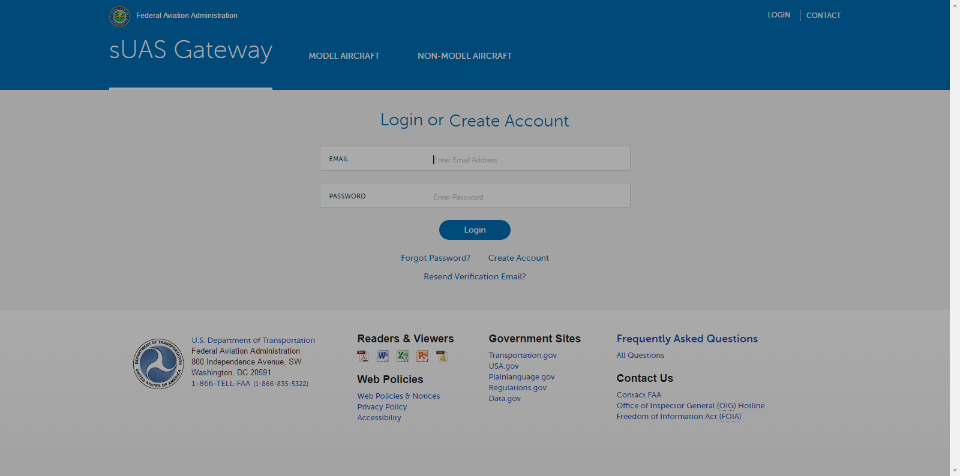 Federal Aviation Administration
LOGIN
CONTACT
sUAS Gateway
MODEL AIRCRAFT
NON-MODEL AIRCRAFT
Login or Create Account
EMAIL
Enter Email Address
PASSWORD
Enter Password
Login
Forgot Password?
Create Account
Resend Verification Email?
U.S. Department of Transportation
Federal Aviation Administration
800 Independence Avenue, SW
Washington, DC 20591
1-866-TELL-FAA (1-866-835-5322)
Readers & Viewers
Web Policies
Web Policies & Notices
Privacy Policy
Accessibility
Government Sites
Transportation.gov
USA.gov
Plainlanguage.gov
Regulations.gov
Data.gov
Frequently Asked Questions
All Questions
Contact Us
Contact FAA
Office of Inspector General (OIG) Hotline
Freedom of Information Act (FOIA)